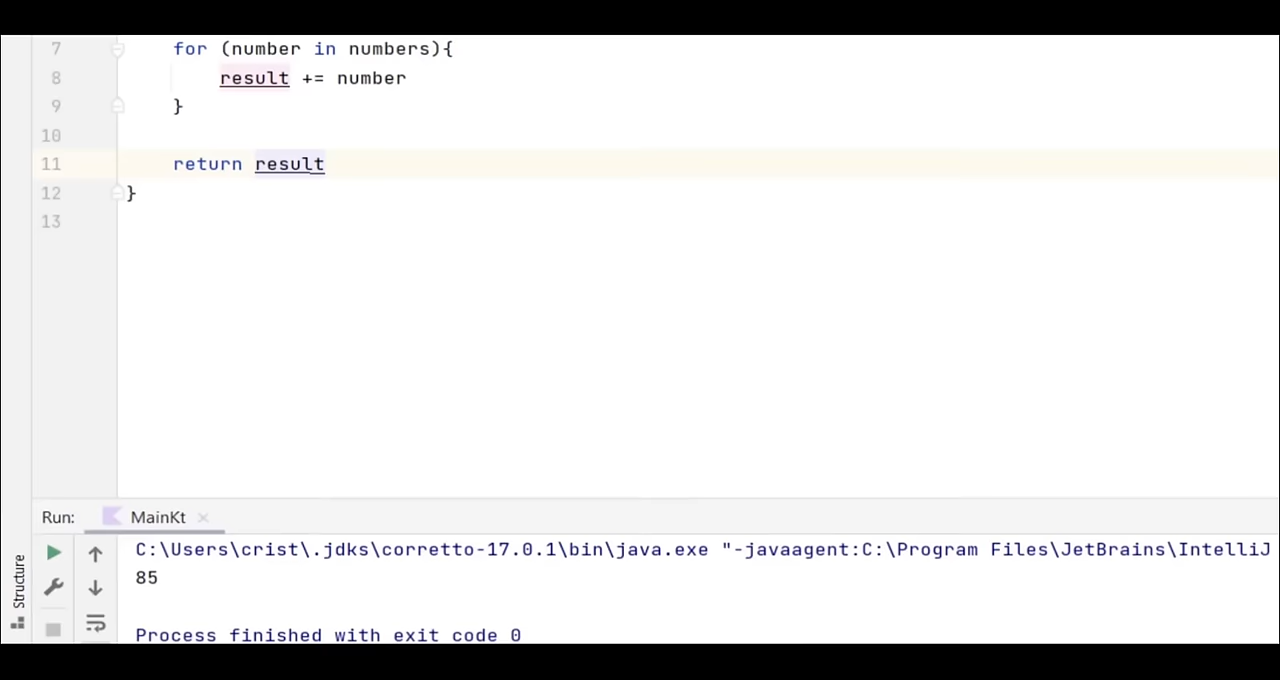 7 for (number in numbers){
8 result += number
9 }
10
11 return result
12 }
13
Run: MainKt
Structure
C:\Users\crist\.jdks\corretto-17.0.1\bin\java.exe "-javaagent:C:\Program Files\JetBrains\IntelliJ
85
Process finished with exit code 0